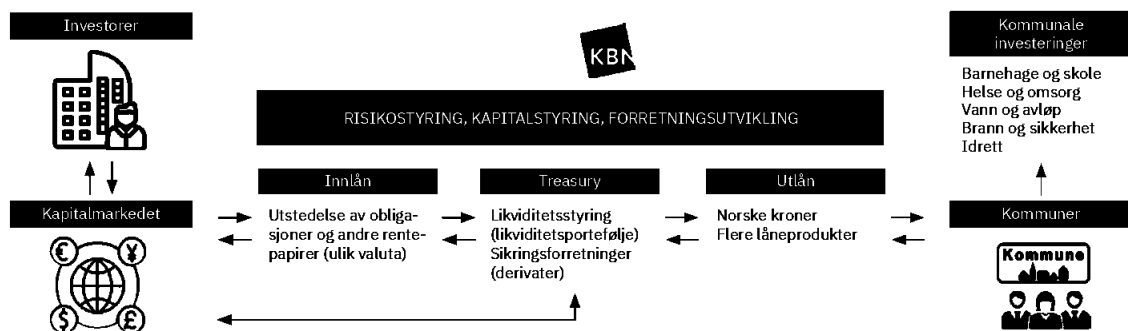 Investorer
KBN
Kommunale
investeringer
Barnehage og skole
Helse og omsorg
Vann og avløp
Brann og sikkerhet
Idrett
RISIKOSTYRING, KAPITALSTYRING, FORRETNINGSUTVIKLING
Innlån
Treasury
Utlån
Kapitalmarkedet
Kommuner
Utstedelse av obliga-
sjoner og andre rente-
papirer (ulik valuta)
Likviditetsstyring
(likviditetsportefølje)
Sikringsforretninger
(derivater)
Norske kroner
Flere låneprodukter
€ ¥
$ £
Kommune